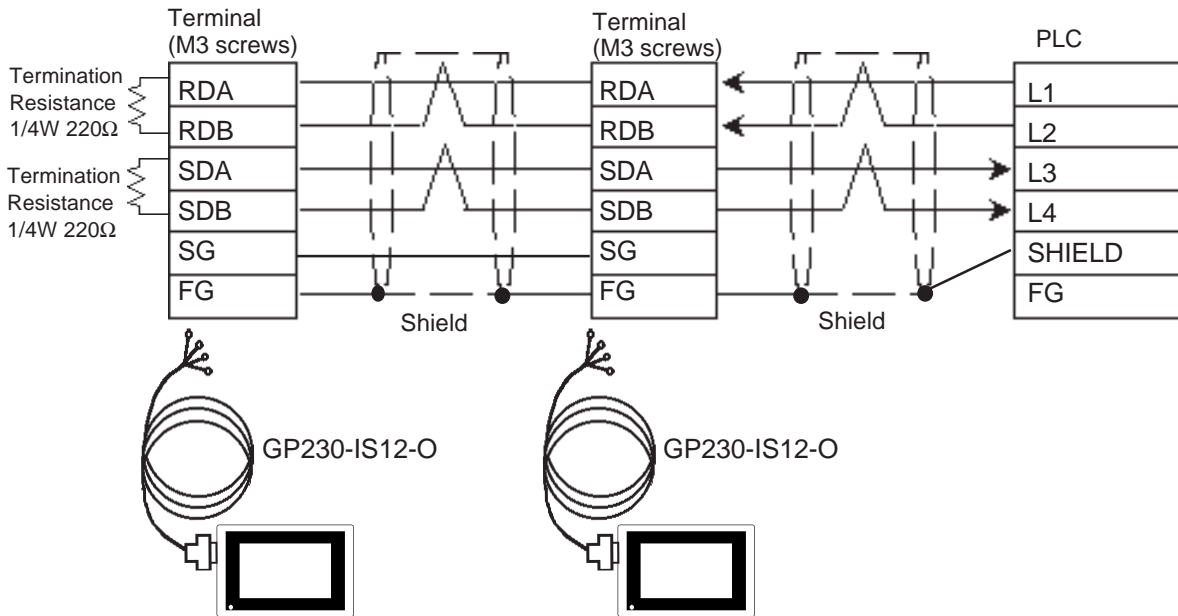 Terminal
(M3 screws)
Terminal
(M3 screws)
PLC
Termination
Resistance
1/4W 220Ω
Termination
Resistance
1/4W 220Ω
RDA
RDB
SDA
SDB
SG
FG
RDA
RDB
SDA
SDB
SG
FG
L1
L2
L3
L4
SHIELD
FG
Shield
Shield
GP230-IS12-O
GP230-IS12-O